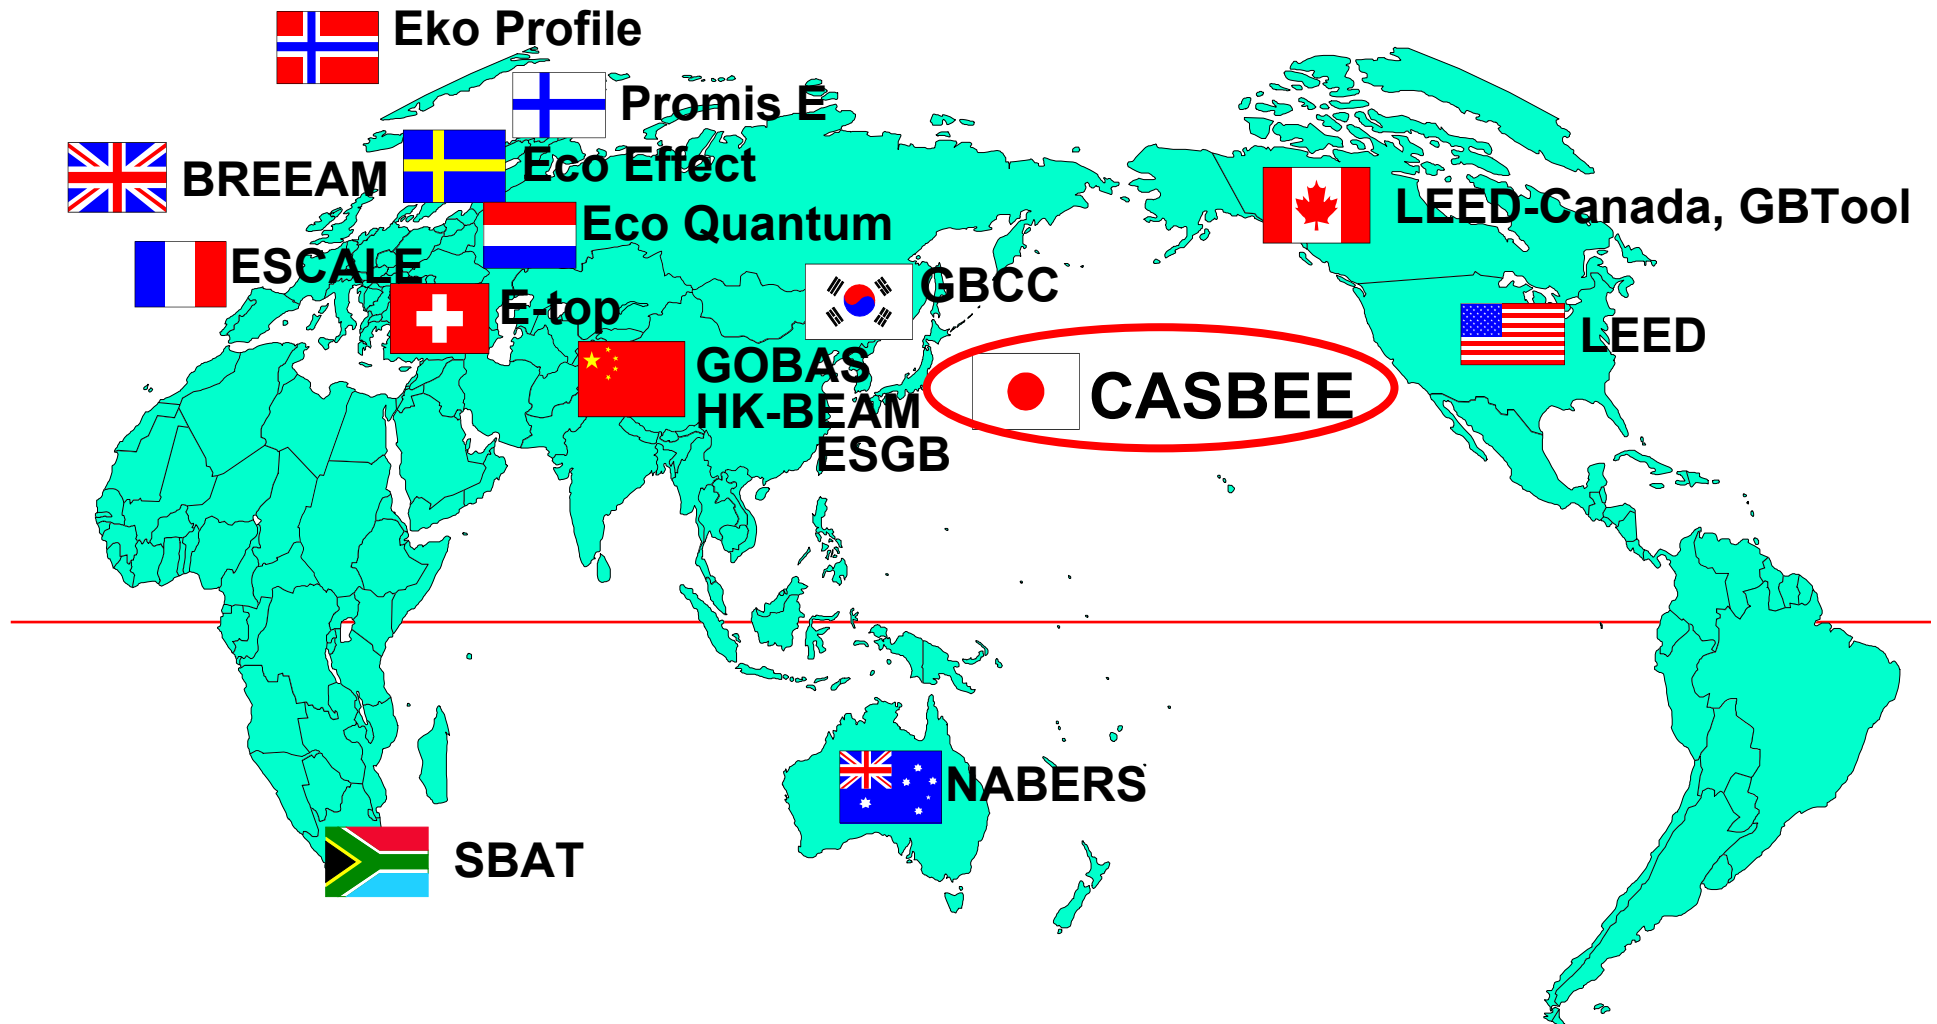 Eko Profile
Promis E
Eco Effect
BREEAM
Eco Quantum
LEED-Canada, GBTool
ESCALE
GBCC
E-top
LEED
GOBAS
HK-BEAM
ESGB
CASBEE
NABERS
SBAT